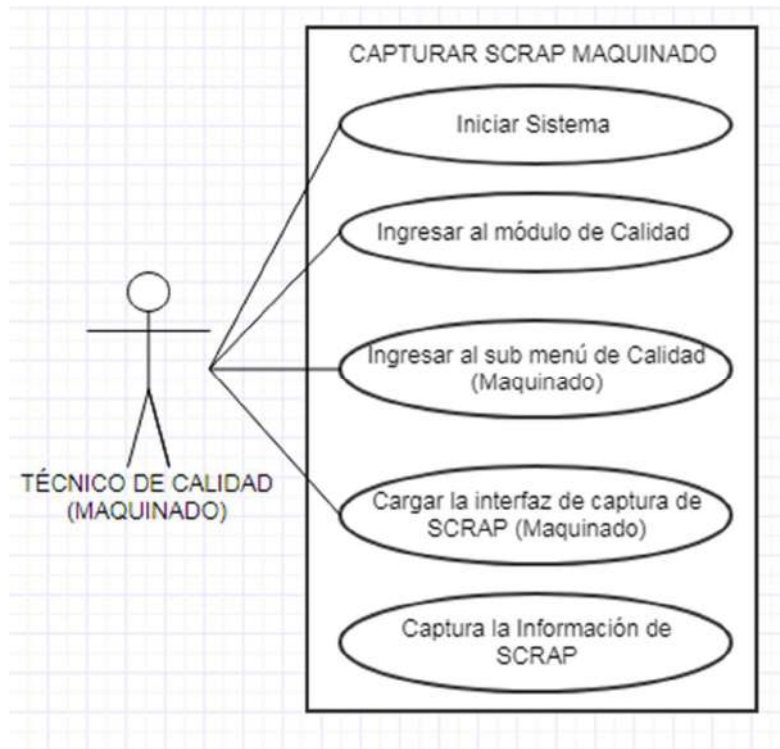 CAPTURAR SCRAP MAQUINADO
Iniciar Sistema
Ingresar al módulo de Calidad
Ingresar al sub menú de Calidad
(Maquinado)
TÉCNICO DE CALIDAD
(MAQUINADO)
Cargar la interfaz de captura de
SCRAP (Maquinado)
Captura la Información de
SCRAP